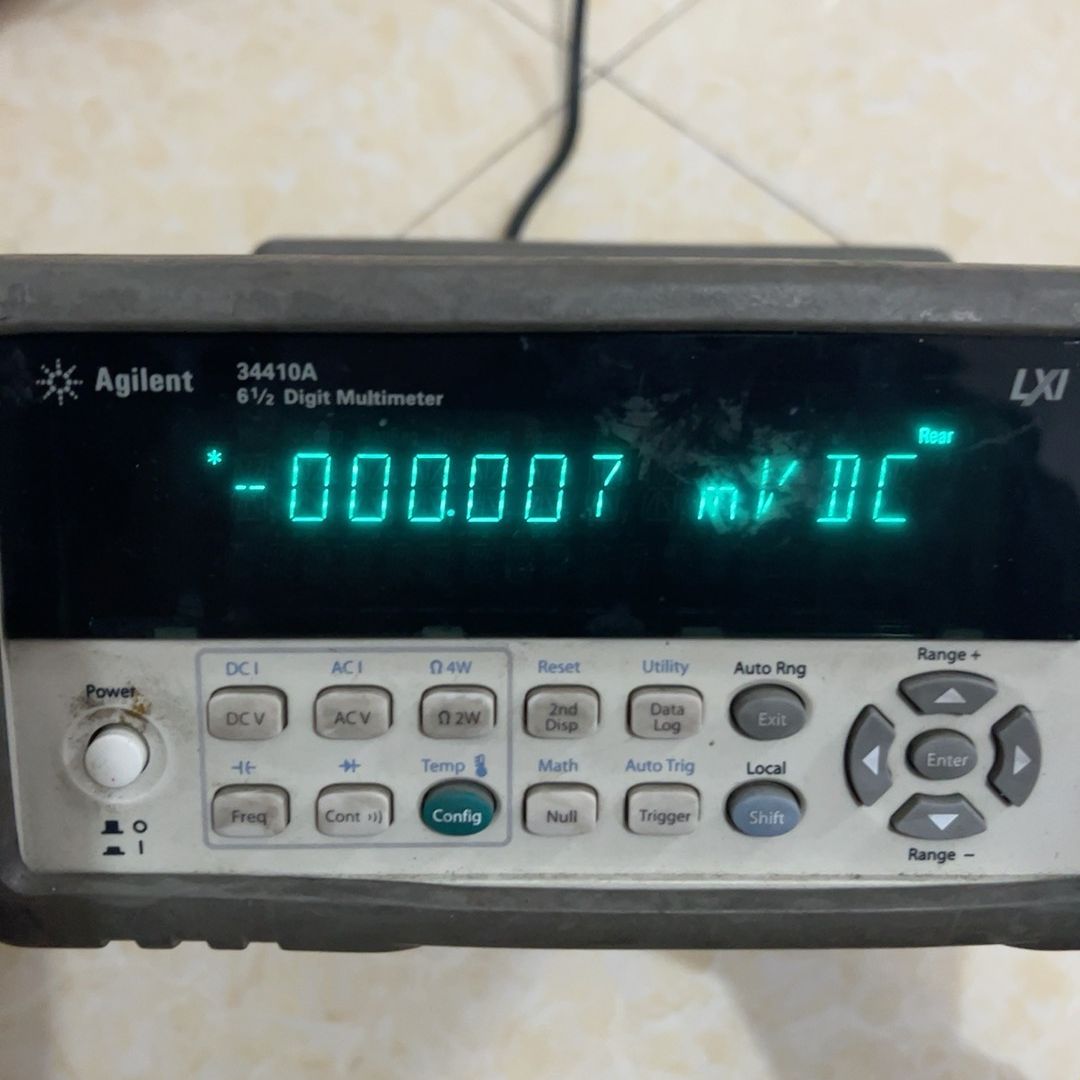 Agilent
34410A
6½ Digit Multimeter
LXI
Rear
* -000.007 mV DC
Power
DC I
AC I
Ω 4W
Reset
Utility
Auto Rng
Range +
DC V
AC V
Ω 2W
2nd Disp
Data Log
Exit
Enter
Temp
Math
Auto Trig
Local
Freq
Cont
Config
Null
Trigger
Shift
Range −
O
I